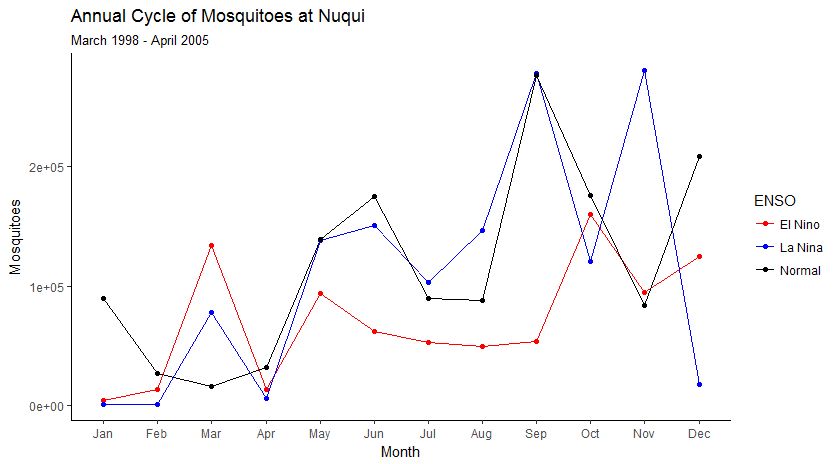 Annual Cycle of Mosquitoes at Nuqui
March 1998 - April 2005
Mosquitoes
2e+05
1e+05
0e+00
Jan Feb Mar Apr May Jun Jul Aug Sep Oct Nov Dec
Month
ENSO
El Nino
La Nina
Normal